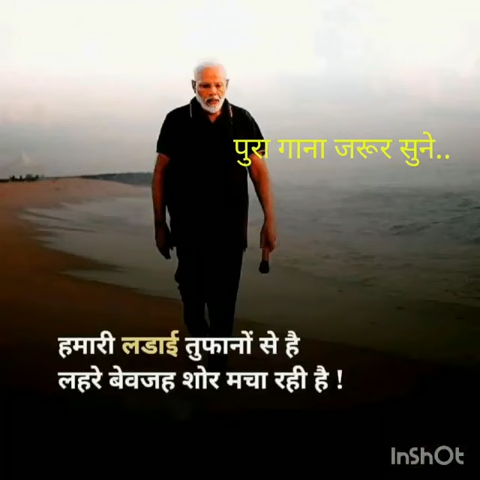 पुरा गाना जरूर सुने..
हमारी लडाई तुफानों से है
लहरे बेवजह शोर मचा रही है !
InShOt